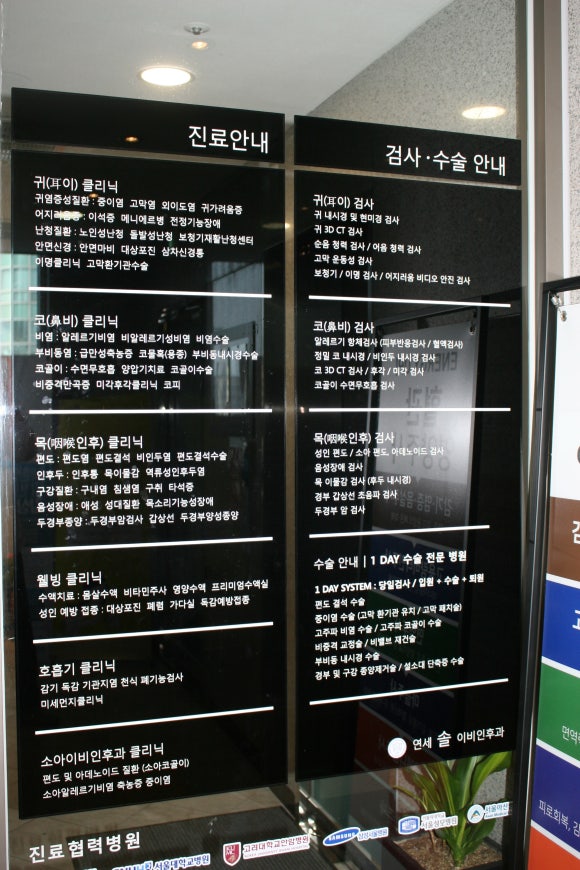 진료안내
귀(耳이) 클리닉
귀염증성질환 : 중이염 고막염 외이도염 귀가려움증
어지러움증 : 이석증 메니에르병 전정기능장애
난청질환 : 노인성난청 돌발성난청 보청기재활난청센터
안면신경 : 안면마비 대상포진 삼차신경통
이명클리닉 고막환기관수술
코(鼻비) 클리닉
비염 : 알레르기비염 비알레르기성비염 비염수술
부비동염 : 급만성축농증 코물혹(용종) 부비동내시경수술
코골이 : 수면무호흡 양압기치료 코골이수술
비중격만곡증 미각후각클리닉 코피
목(咽喉인후) 클리닉
편도 : 편도염 편도결석 비인두염 편도결석수술
인후두 : 인후통 목이물감 역류성인후두염
구강질환 : 구내염 침샘염 구취 타석증
음성장애 : 애성 성대질환 목소리기능성장애
두경부종양 : 두경부암검사 갑상선 두경부양성종양
웰빙 클리닉
수액치료 : 몸살수액 비타민주사 영양수액 프리미엄수액실
성인 예방 접종 : 대상포진 폐렴 가다실 독감예방접종
호흡기 클리닉
감기 독감 기관지염 천식 폐기능검사
미세먼지클리닉
소아이비인후과 클리닉
편도 및 아데노이드 질환 (소아코골이)
소아알레르기비염 축농증 중이염
검사 · 수술 안내
귀(耳이) 검사
귀 내시경 및 현미경 검사
귀 3D CT 검사
순음 청력 검사 / 어음 청력 검사
고막 운동성 검사
보청기 / 이명 검사 / 어지러움 비디오 안진 검사
코(鼻비) 검사
알레르기 항체검사 (피부반응검사 / 혈액검사)
정밀 코 내시경 / 비인두 내시경 검사
코 3D CT 검사 / 후각 / 미각 검사
코골이 수면무호흡 검사
목(咽喉인후) 검사
성인 편도 / 소아 편도, 아데노이드 검사
음성장애 검사
목 이물감 검사 (후두 내시경)
경부 갑상선 초음파 검사
두경부 암 검사
수술 안내 | 1 DAY 수술 전문 병원
1 DAY SYSTEM : 당일검사 / 입원 + 수술 + 퇴원
편도 결석 수술
중이염 수술 (고막 환기관 유치 / 고막 패치술)
고주파 비염 수술 / 고주파 코골이 수술
비중격 교정술 / 비밸브 재건술
부비동 내시경 수술
경부 및 구강 종양제거술 / 설소대 단축증 수술
연세 솔 이비인후과
진료협력병원
서울대학교병원
고려대학교안암병원
SAMSUNG 삼성서울병원
서울성모병원
서울아산